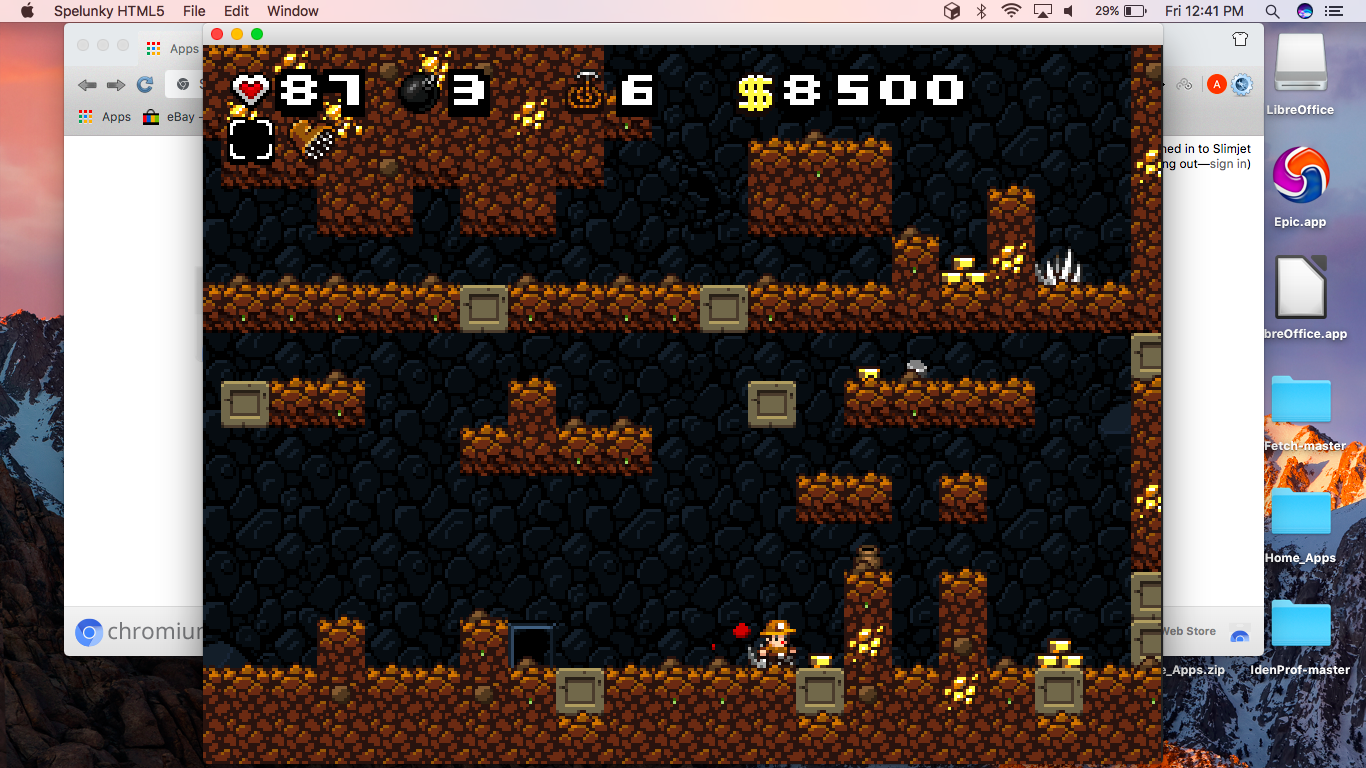 Spelunky HTML5 File Edit Window 29% Fri 12:41 PM
Apps
87 3 6 $8500
A
Apps eBay
ned in to Slimjet
ng out—sign in)
LibreOffice
Epic.app
breOffice.app
Fetch-master
Home_Apps
chromiu
Web Store
e_Apps.zip IdenProf-master